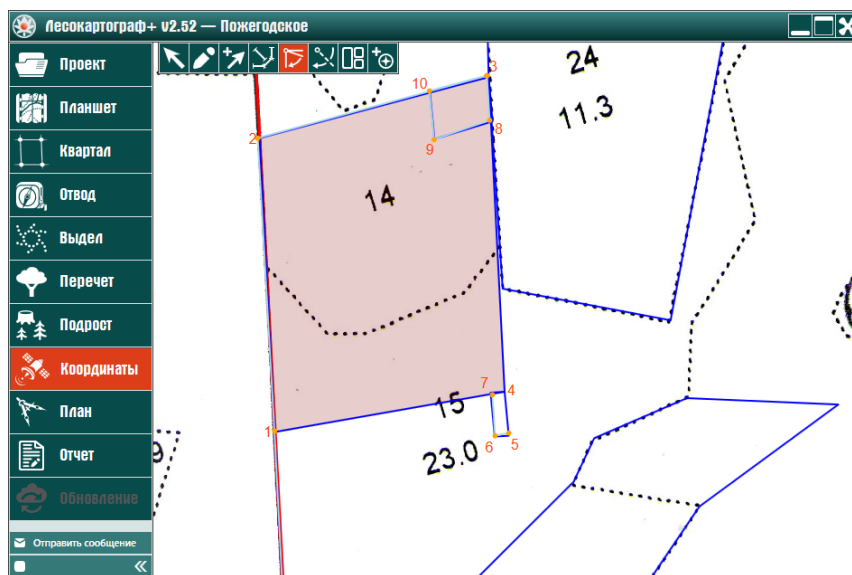 Лесокартограф+ v2.52 — Пожегодское
Проект
Планшет
Квартал
Отвод
Выдел
Перечет
Подрост
Координаты
План
Отчет
Обновление
Отправить сообщение
3
24
10
11.3
8
2
9
14
7
4
15
1
6
5
23.0
9